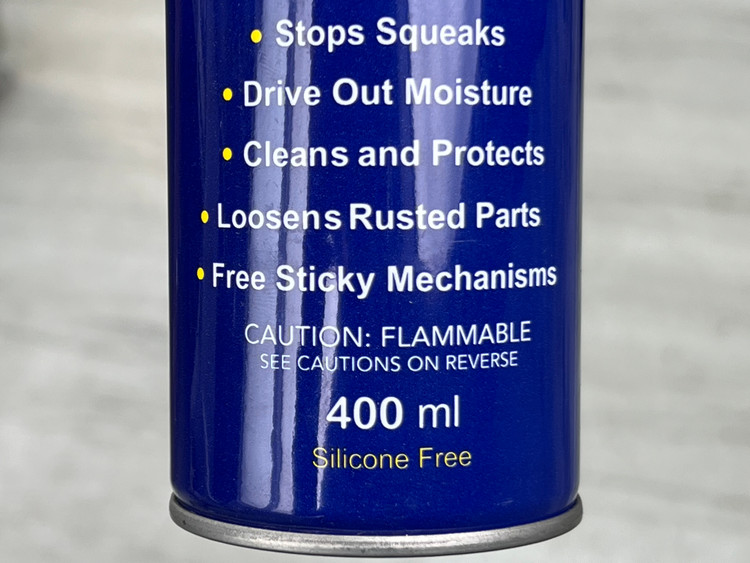 • Stops Squeaks
• Drive Out Moisture
• Cleans and Protects
• Loosens Rusted Parts
• Free Sticky Mechanisms
CAUTION: FLAMMABLE
SEE CAUTIONS ON REVERSE
400 ml
Silicone Free